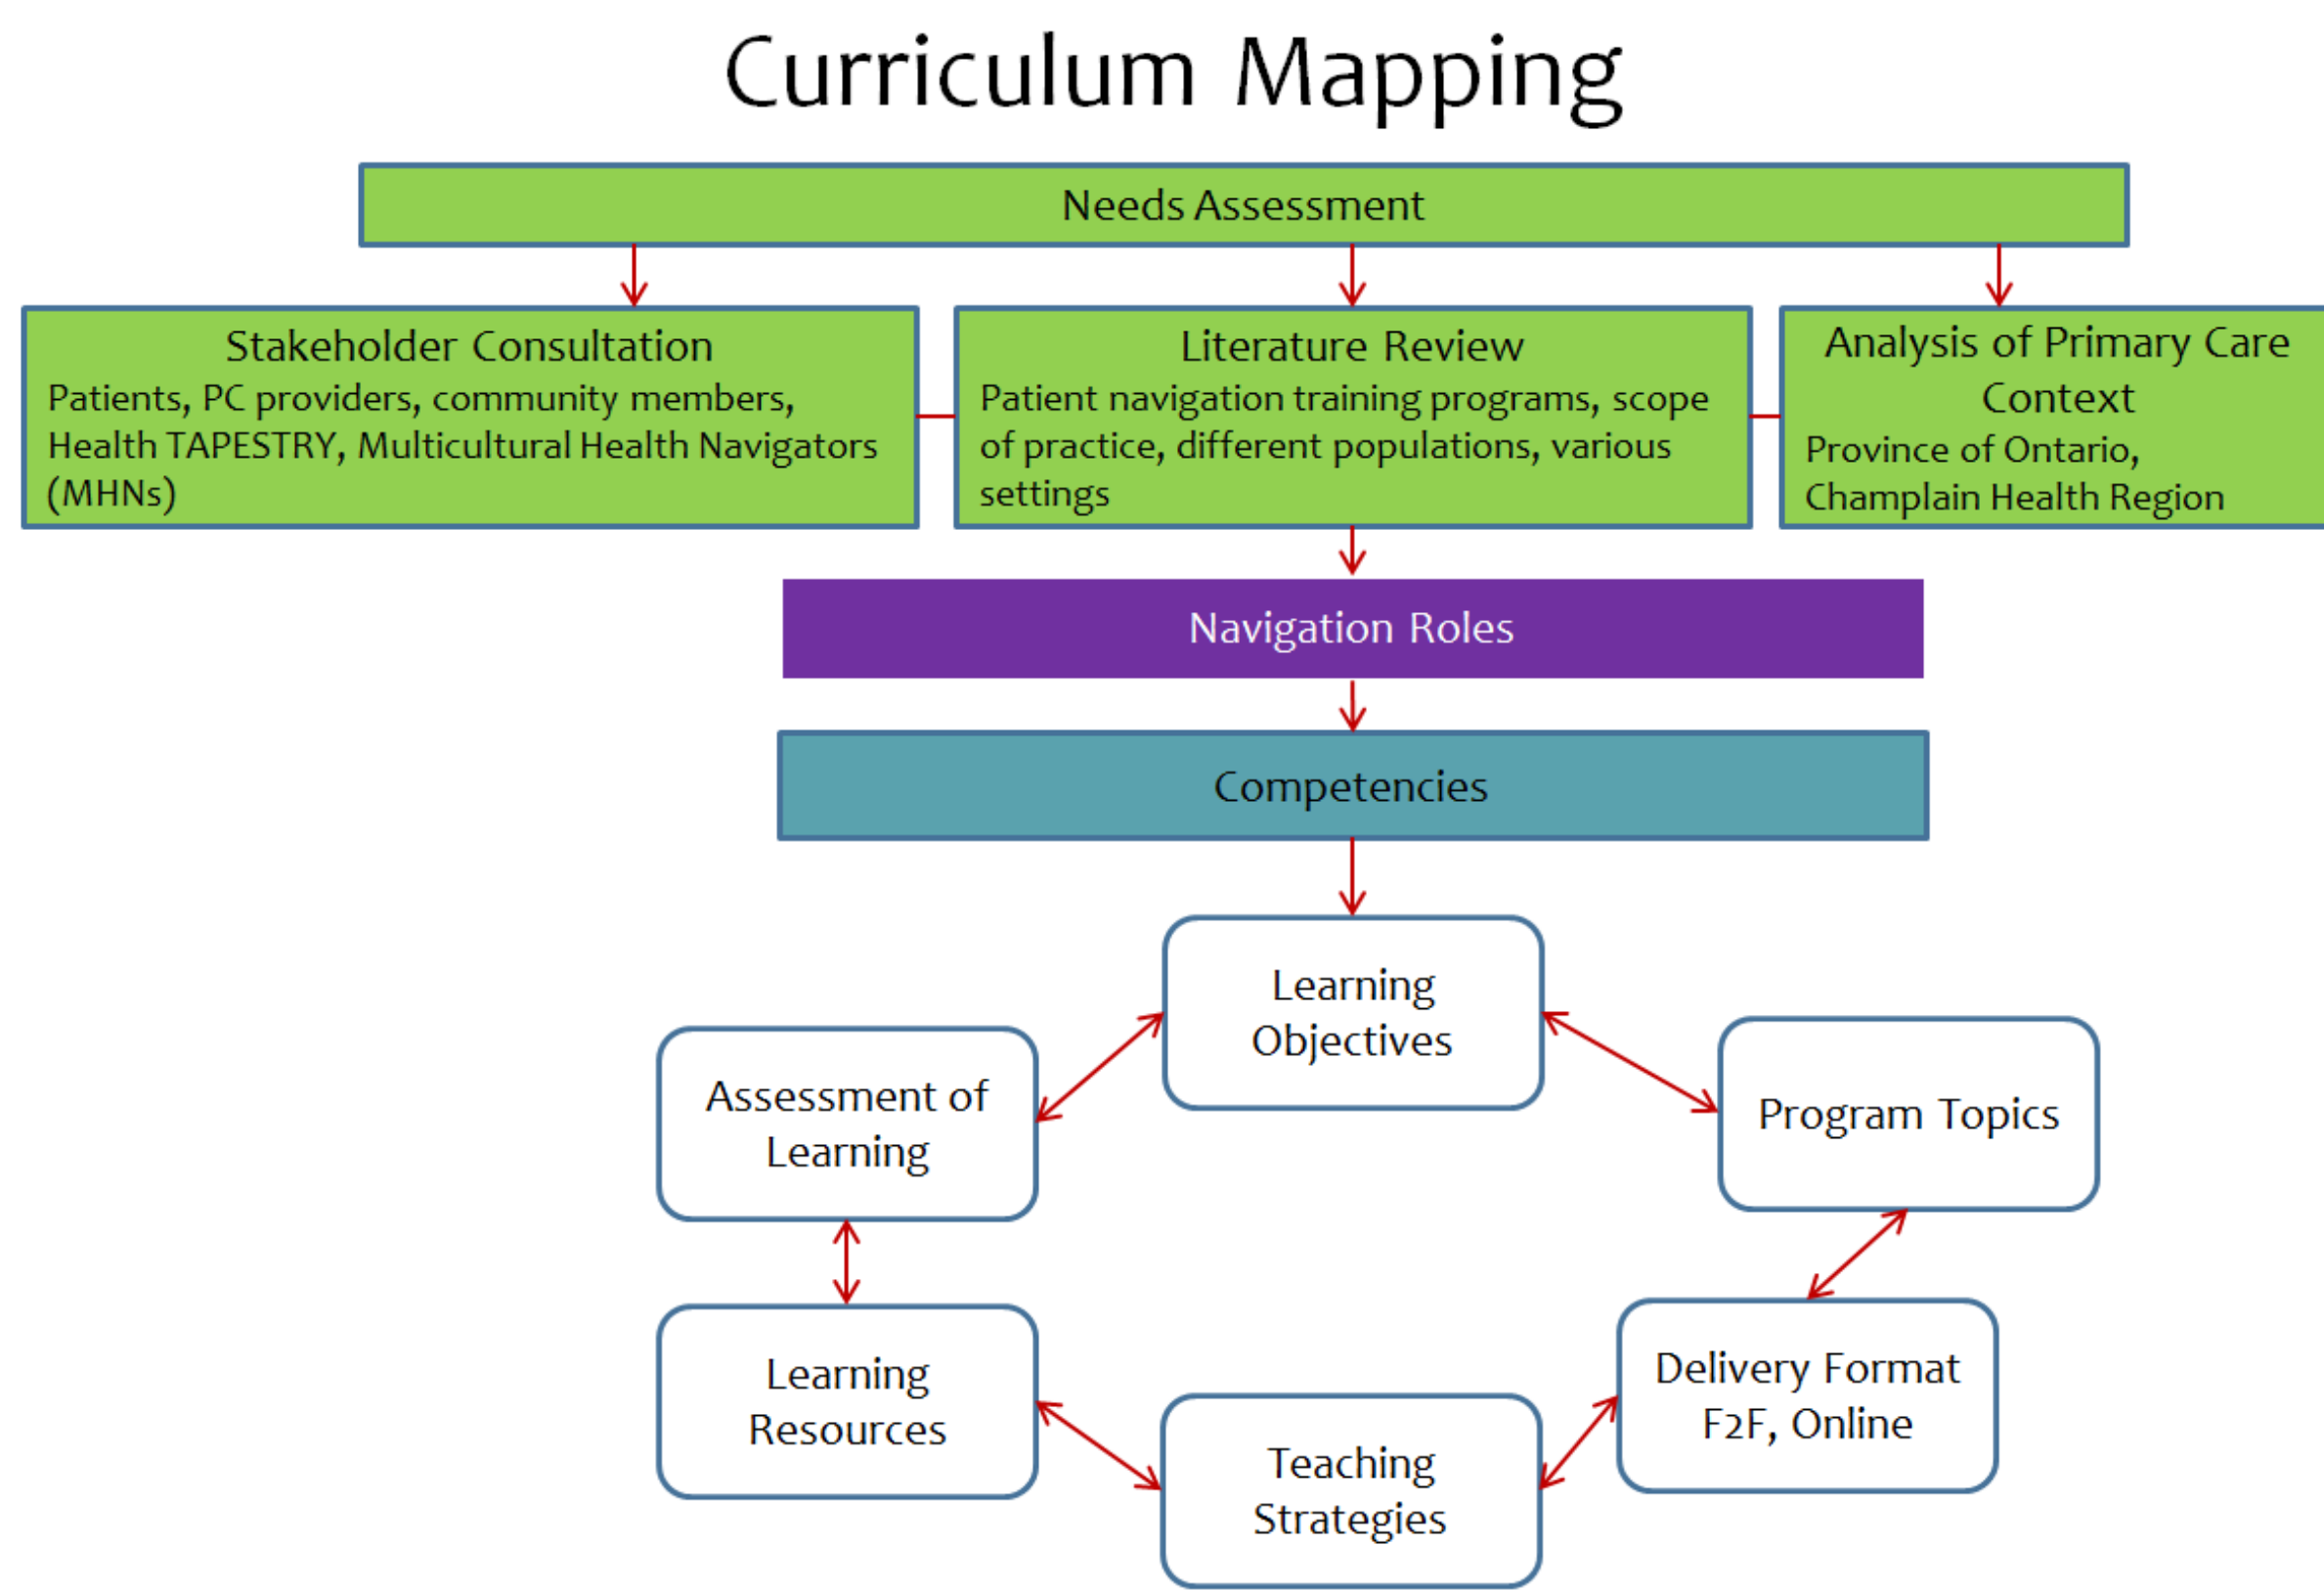 Curriculum Mapping
Needs Assessment
Stakeholder Consultation
Patients, PC providers, community members,
Health TAPESTRY, Multicultural Health Navigators
(MHNs)
Literature Review
Patient navigation training programs, scope
of practice, different populations, various
settings
Analysis of Primary Care
Context
Province of Ontario,
Champlain Health Region
Navigation Roles
Competencies
Learning
Objectives
Assessment of
Learning
Program Topics
Learning
Resources
Delivery Format
F2F, Online
Teaching
Strategies